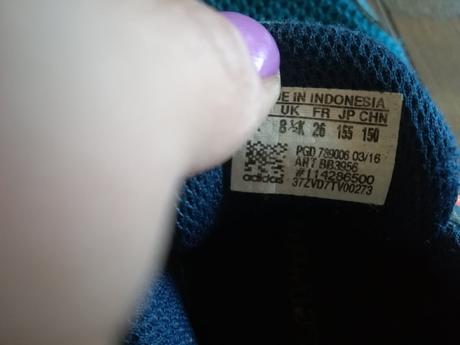 DE IN INDONESIA
UK FR JP CHN
8½K 26 155 150
PGD 789006 03/16
ART BB3956
#114286500
adidas 37ZVD7TV00273